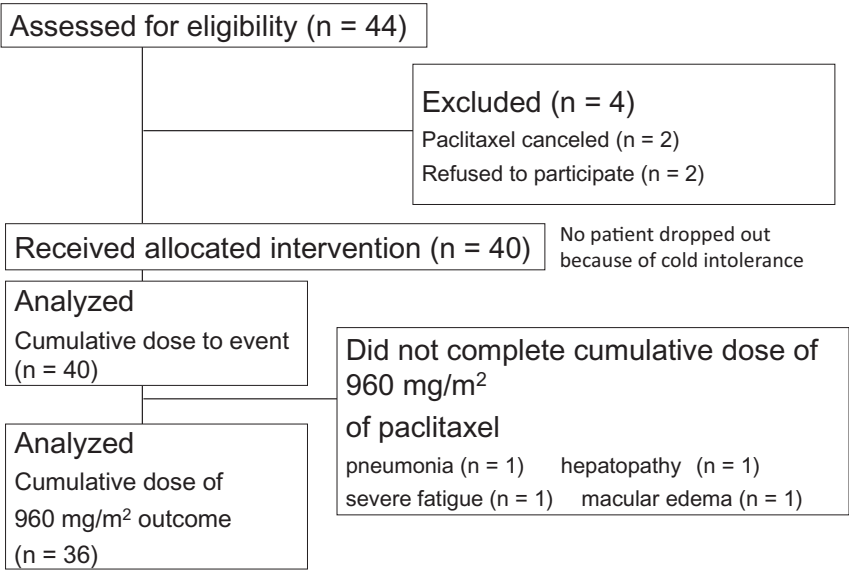 Assessed for eligibility (n = 44)
Excluded (n = 4)
Paclitaxel canceled (n = 2)
Refused to participate (n = 2)
Received allocated intervention (n = 40)
No patient dropped out
because of cold intolerance
Analyzed
Cumulative dose to event
(n = 40)
Did not complete cumulative dose of
960 mg/m²
of paclitaxel
pneumonia (n = 1) hepatopathy (n = 1)
severe fatigue (n = 1) macular edema (n = 1)
Analyzed
Cumulative dose of
960 mg/m² outcome
(n = 36)